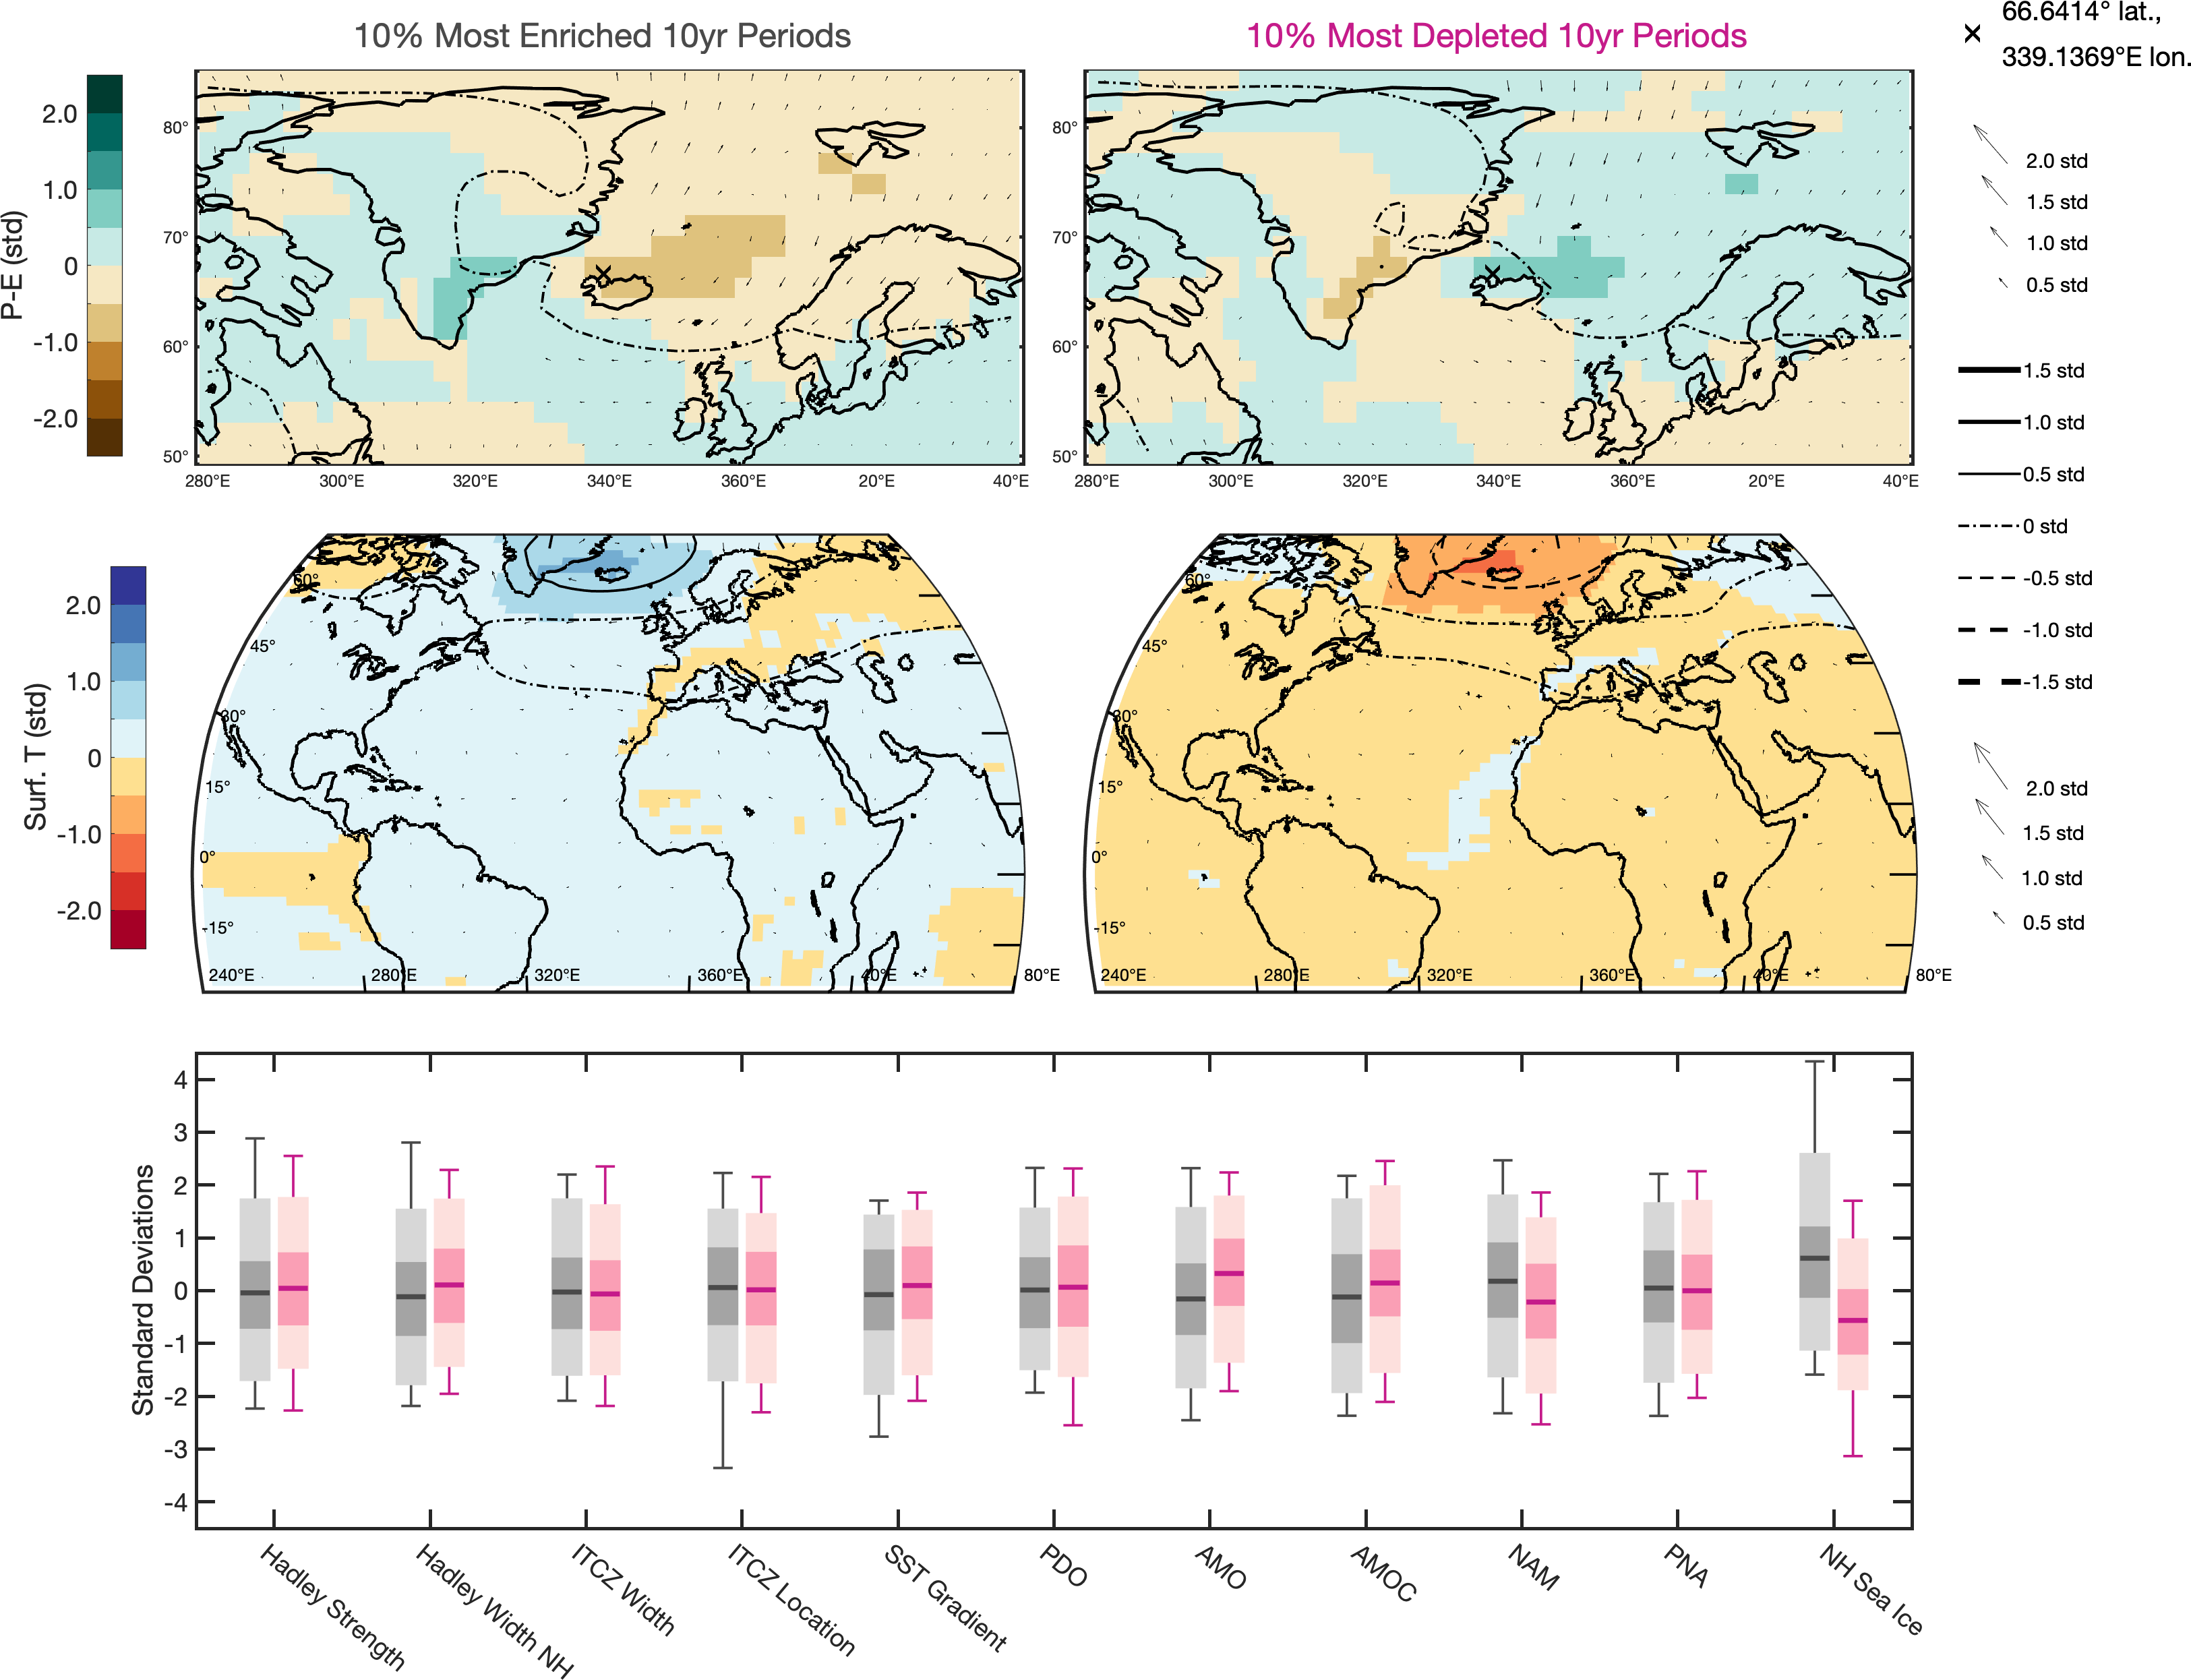 10% Most Enriched 10yr Periods
10% Most Depleted 10yr Periods
66.6414° lat.,
339.1369°E lon.
P-E (std)
2.0
1.0
0
-1.0
-2.0
80°
70°
60°
50°
280°E 300°E 320°E 340°E 360°E 20°E 40°E
80°
70°
60°
50°
280°E 300°E 320°E 340°E 360°E 20°E 40°E
2.0 std
1.5 std
1.0 std
0.5 std
1.5 std
1.0 std
0.5 std
0 std
-0.5 std
-1.0 std
-1.5 std
Surf. T (std)
2.0
1.0
0
-1.0
-2.0
60°
45°
30°
15°
0°
-15°
240°E 280°E 320°E 360°E 40°E 80°E
60°
45°
30°
15°
0°
-15°
240°E 280°E 320°E 360°E 40°E 80°E
2.0 std
1.5 std
1.0 std
0.5 std
Standard Deviations
4
3
2
1
0
-1
-2
-3
-4
Hadley Strength
Hadley Width NH
ITCZ Width
ITCZ Location
SST Gradient
PDO
AMO
AMOC
NAM
PNA
NH Sea Ice